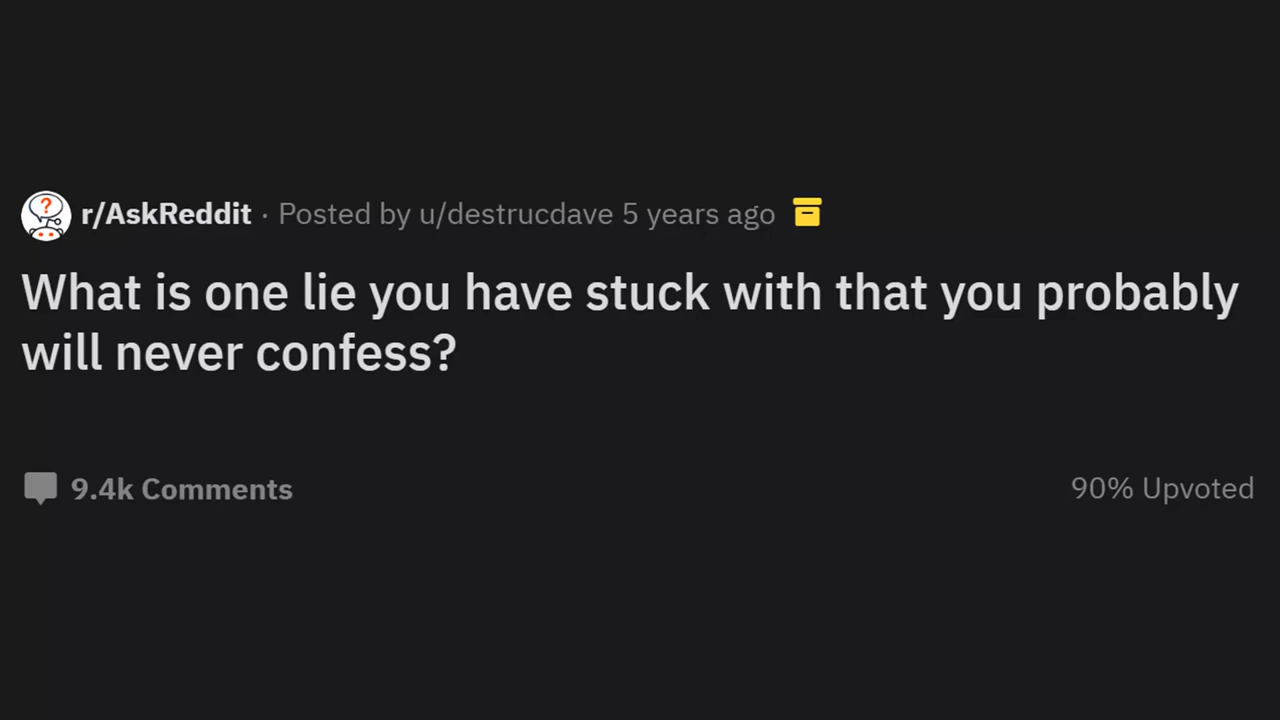 r/AskReddit · Posted by u/destrucdave 5 years ago
What is one lie you have stuck with that you probably
will never confess?
9.4k Comments 90% Upvoted